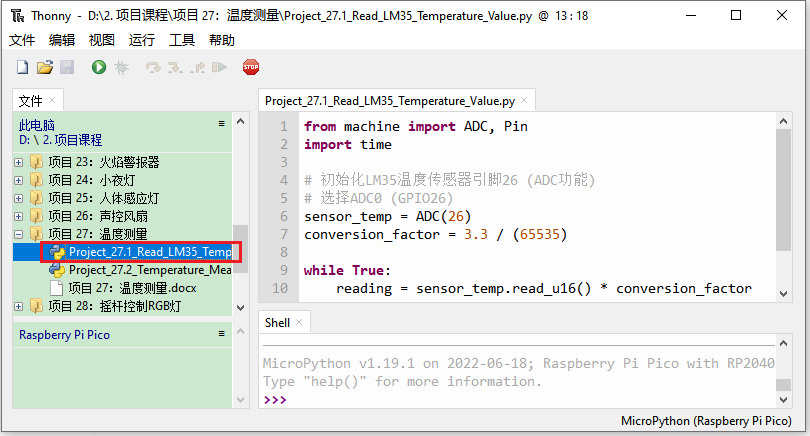 Thonny - D:\2.项目课程\项目 27：温度测量\Project_27.1_Read_LM35_Temperature_Value.py @ 13 : 18
文件 编辑 视图 运行 工具 帮助
STOP
文件
此电脑
D: \ 2.项目课程
项目 23：火焰警报器
项目 24：小夜灯
项目 25：人体感应灯
项目 26：声控风扇
项目 27：温度测量
Project_27.1_Read_LM35_Temp
Project_27.2_Temperature_Mea
项目 27：温度测量.docx
项目 28：摇杆控制RGB灯
Raspberry Pi Pico
Project_27.1_Read_LM35_Temperature_Value.py
1 from machine import ADC, Pin
2 import time
3
4 # 初始化LM35温度传感器引脚26 (ADC功能)
5 # 选择ADC0 (GPIO26)
6 sensor_temp = ADC(26)
7 conversion_factor = 3.3 / (65535)
8
9 while True:
10 reading = sensor_temp.read_u16() * conversion_factor
Shell
MicroPython v1.19.1 on 2022-06-18; Raspberry Pi Pico with RP2040
Type "help()" for more information.
>>>
MicroPython (Raspberry Pi Pico)